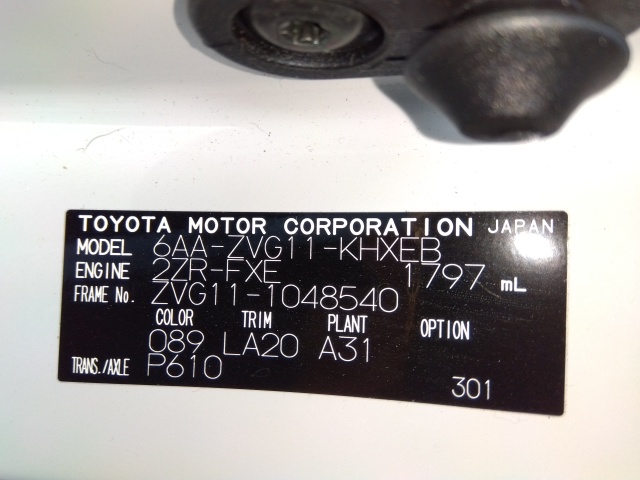 TOYOTA MOTOR CORPORATION JAPAN
MODEL 6AA-ZVG11-KHXEB
ENGINE 2ZR-FXE 1797 mL
FRAME No. ZVG11-1048540
COLOR TRIM PLANT OPTION
089 LA20 A31
TRANS./AXLE P610
301